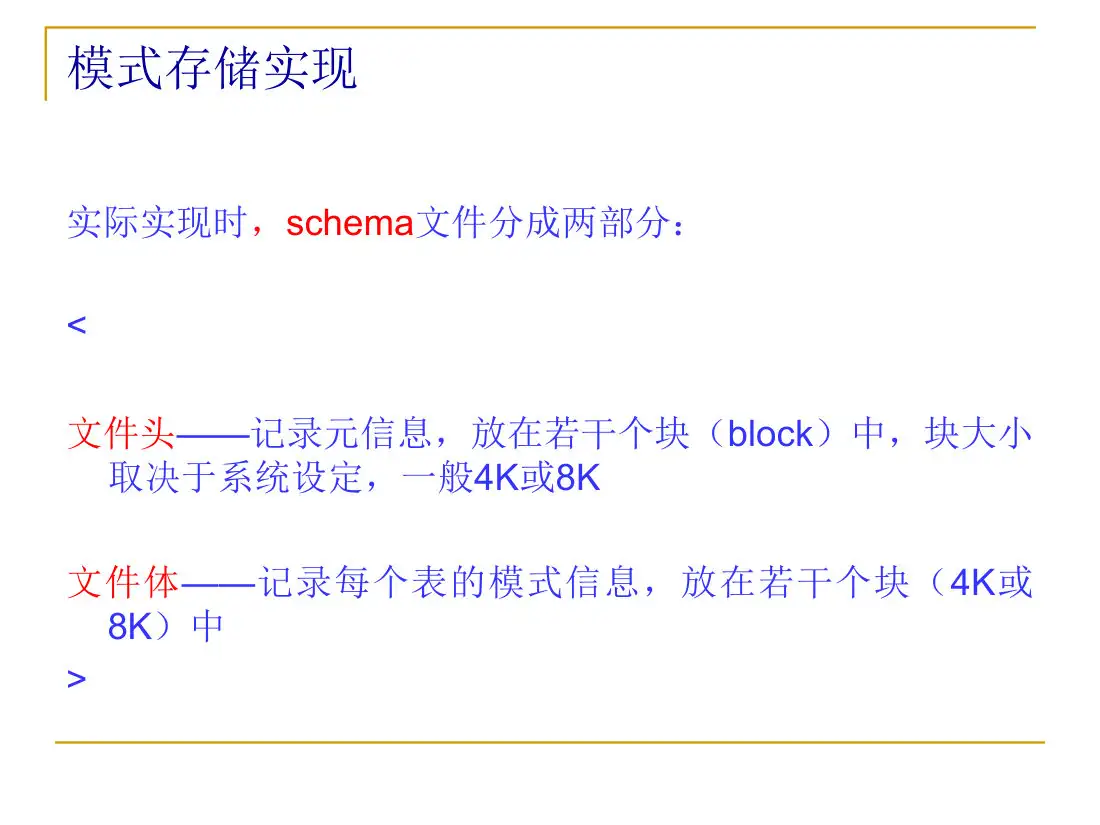 模式存储实现
实际实现时，schema文件分成两部分：
<
文件头——记录元信息，放在若干个块（block）中，块大小
取决于系统设定，一般4K或8K
文件体——记录每个表的模式信息，放在若干个块（4K或
8K）中
>